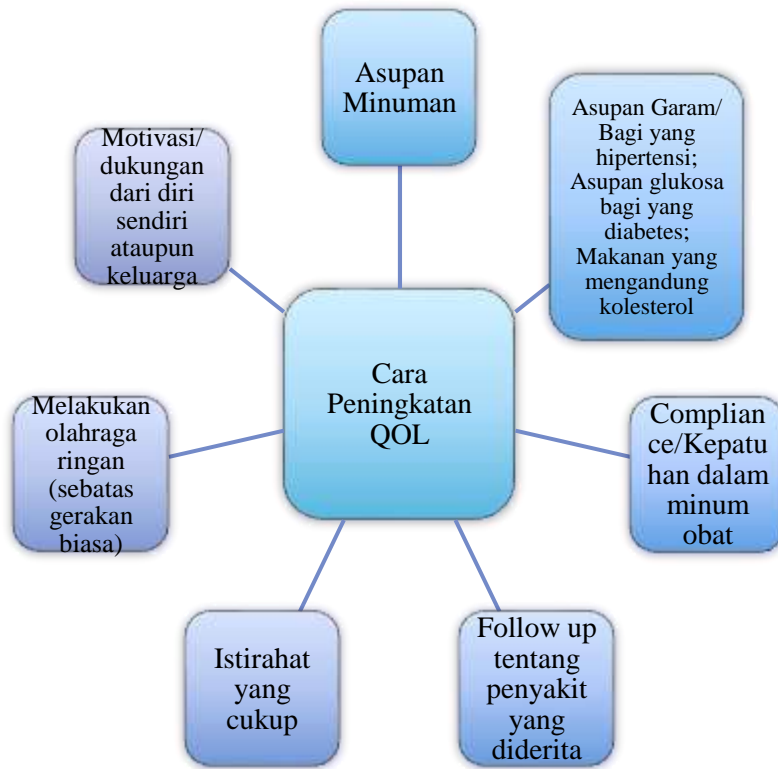 Asupan
Minuman
Asupan Garam/
Bagi yang
hipertensi;
Asupan glukosa
bagi yang
diabetes;
Makanan yang
mengandung
kolesterol
Complian
ce/Kepatu
han dalam
minum
obat
Follow up
tentang
penyakit
yang
diderita
Istirahat
yang
cukup
Melakukan
olahraga
ringan
(sebatas
gerakan
biasa)
Motivasi/
dukungan
dari diri
sendiri
ataupun
keluarga
Cara
Peningkatan
QOL